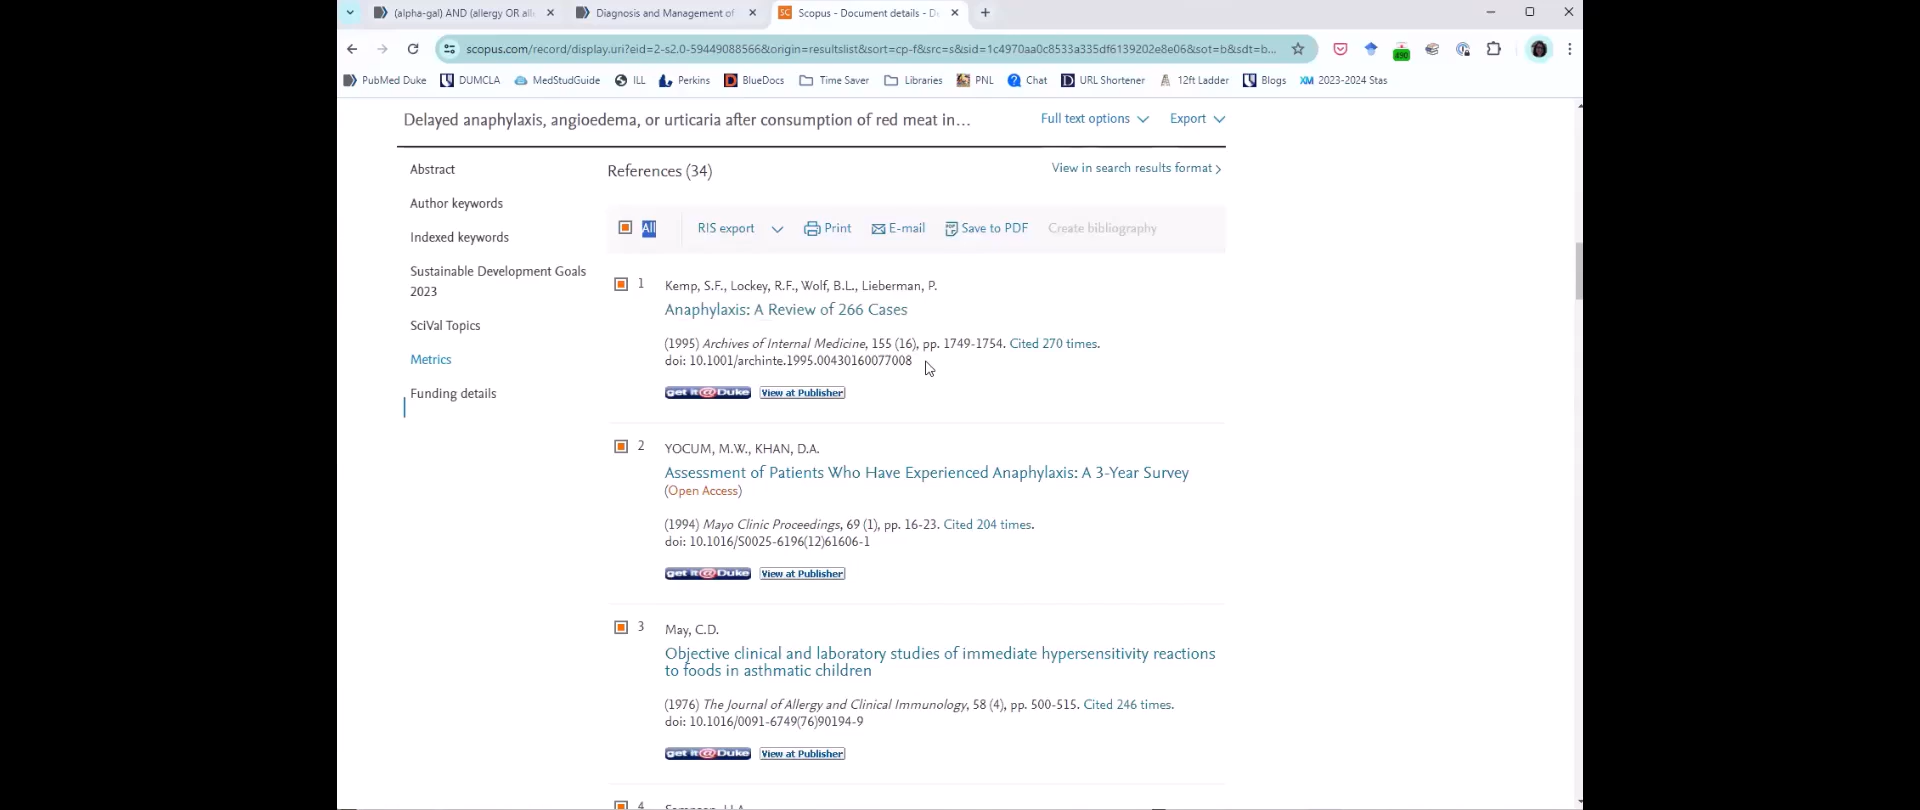 (alpha-gal) AND (allergy OR all
Diagnosis and Management of
SC Scopus - Document details - D
scopus.com/record/display.uri?eid=2-s2.0-59449088566&origin=resultslist&sort=cp-f&src=s&sid=1c4970aa0c8533a335df6139202e8e06&sot=b&sdt=b...
PubMed Duke DUMCLA MedStudGuide ILL Perkins BlueDocs Time Saver Libraries PNL Chat URL Shortener 12ft Ladder Blogs XM 2023-2024 Stas
Delayed anaphylaxis, angioedema, or urticaria after consumption of red meat in...
Full text options
Export
Abstract
Author keywords
Indexed keywords
Sustainable Development Goals
2023
SciVal Topics
Metrics
Funding details
References (34)
View in search results format
All RIS export Print E-mail Save to PDF Create bibliography
1 Kemp, S.F., Lockey, R.F., Wolf, B.L., Lieberman, P.
Anaphylaxis: A Review of 266 Cases
(1995) Archives of Internal Medicine, 155 (16), pp. 1749-1754. Cited 270 times.
doi: 10.1001/archinte.1995.00430160077008
get it@Duke View at Publisher
2 YOCUM, M.W., KHAN, D.A.
Assessment of Patients Who Have Experienced Anaphylaxis: A 3-Year Survey
(Open Access)
(1994) Mayo Clinic Proceedings, 69 (1), pp. 16-23. Cited 204 times.
doi: 10.1016/S0025-6196(12)61606-1
get it@Duke View at Publisher
3 May, C.D.
Objective clinical and laboratory studies of immediate hypersensitivity reactions
to foods in asthmatic children
(1976) The Journal of Allergy and Clinical Immunology, 58 (4), pp. 500-515. Cited 246 times.
doi: 10.1016/0091-6749(76)90194-9
get it@Duke View at Publisher
4